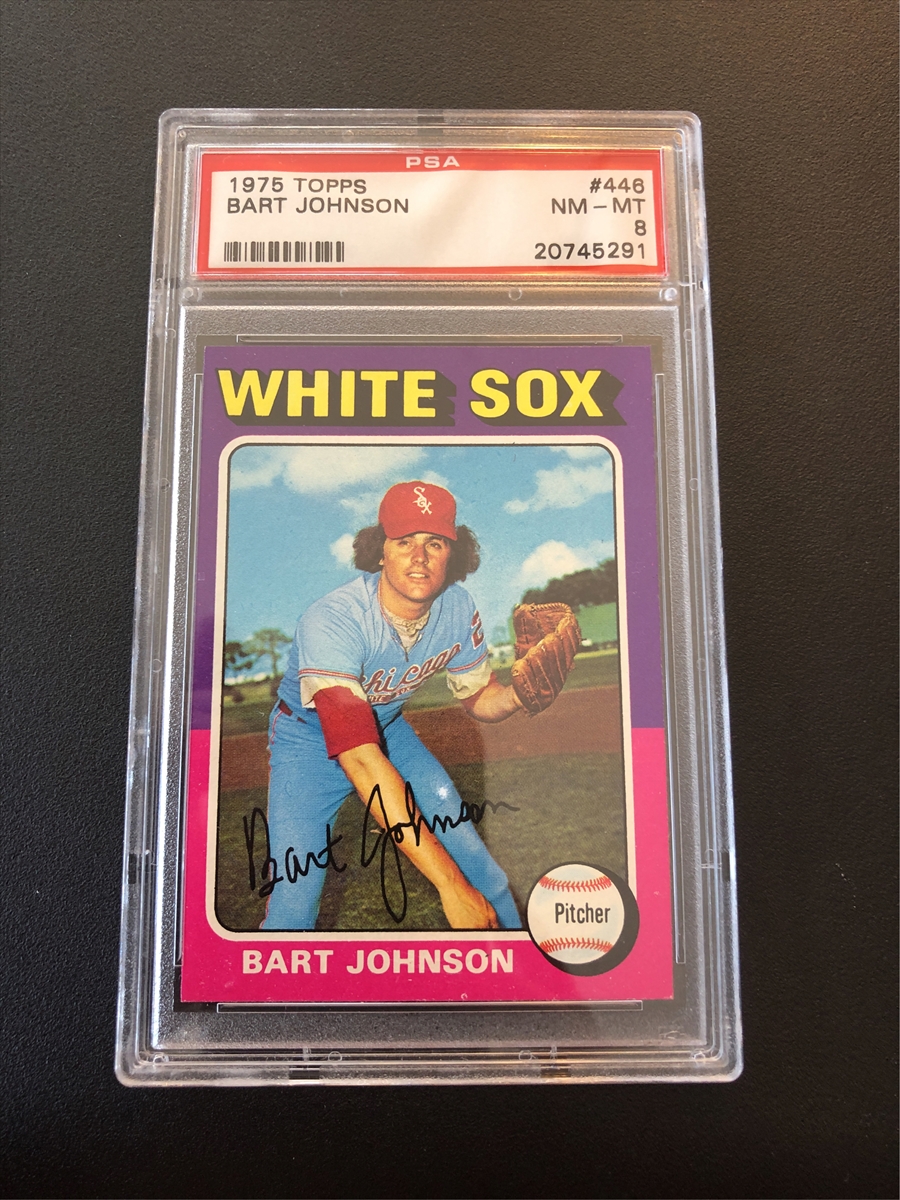 PSA
1975 TOPPS #446
BART JOHNSON NM-MT
8
20745291
WHITE SOX
SOX
Chicago
Bart Johnson
Pitcher
BART JOHNSON